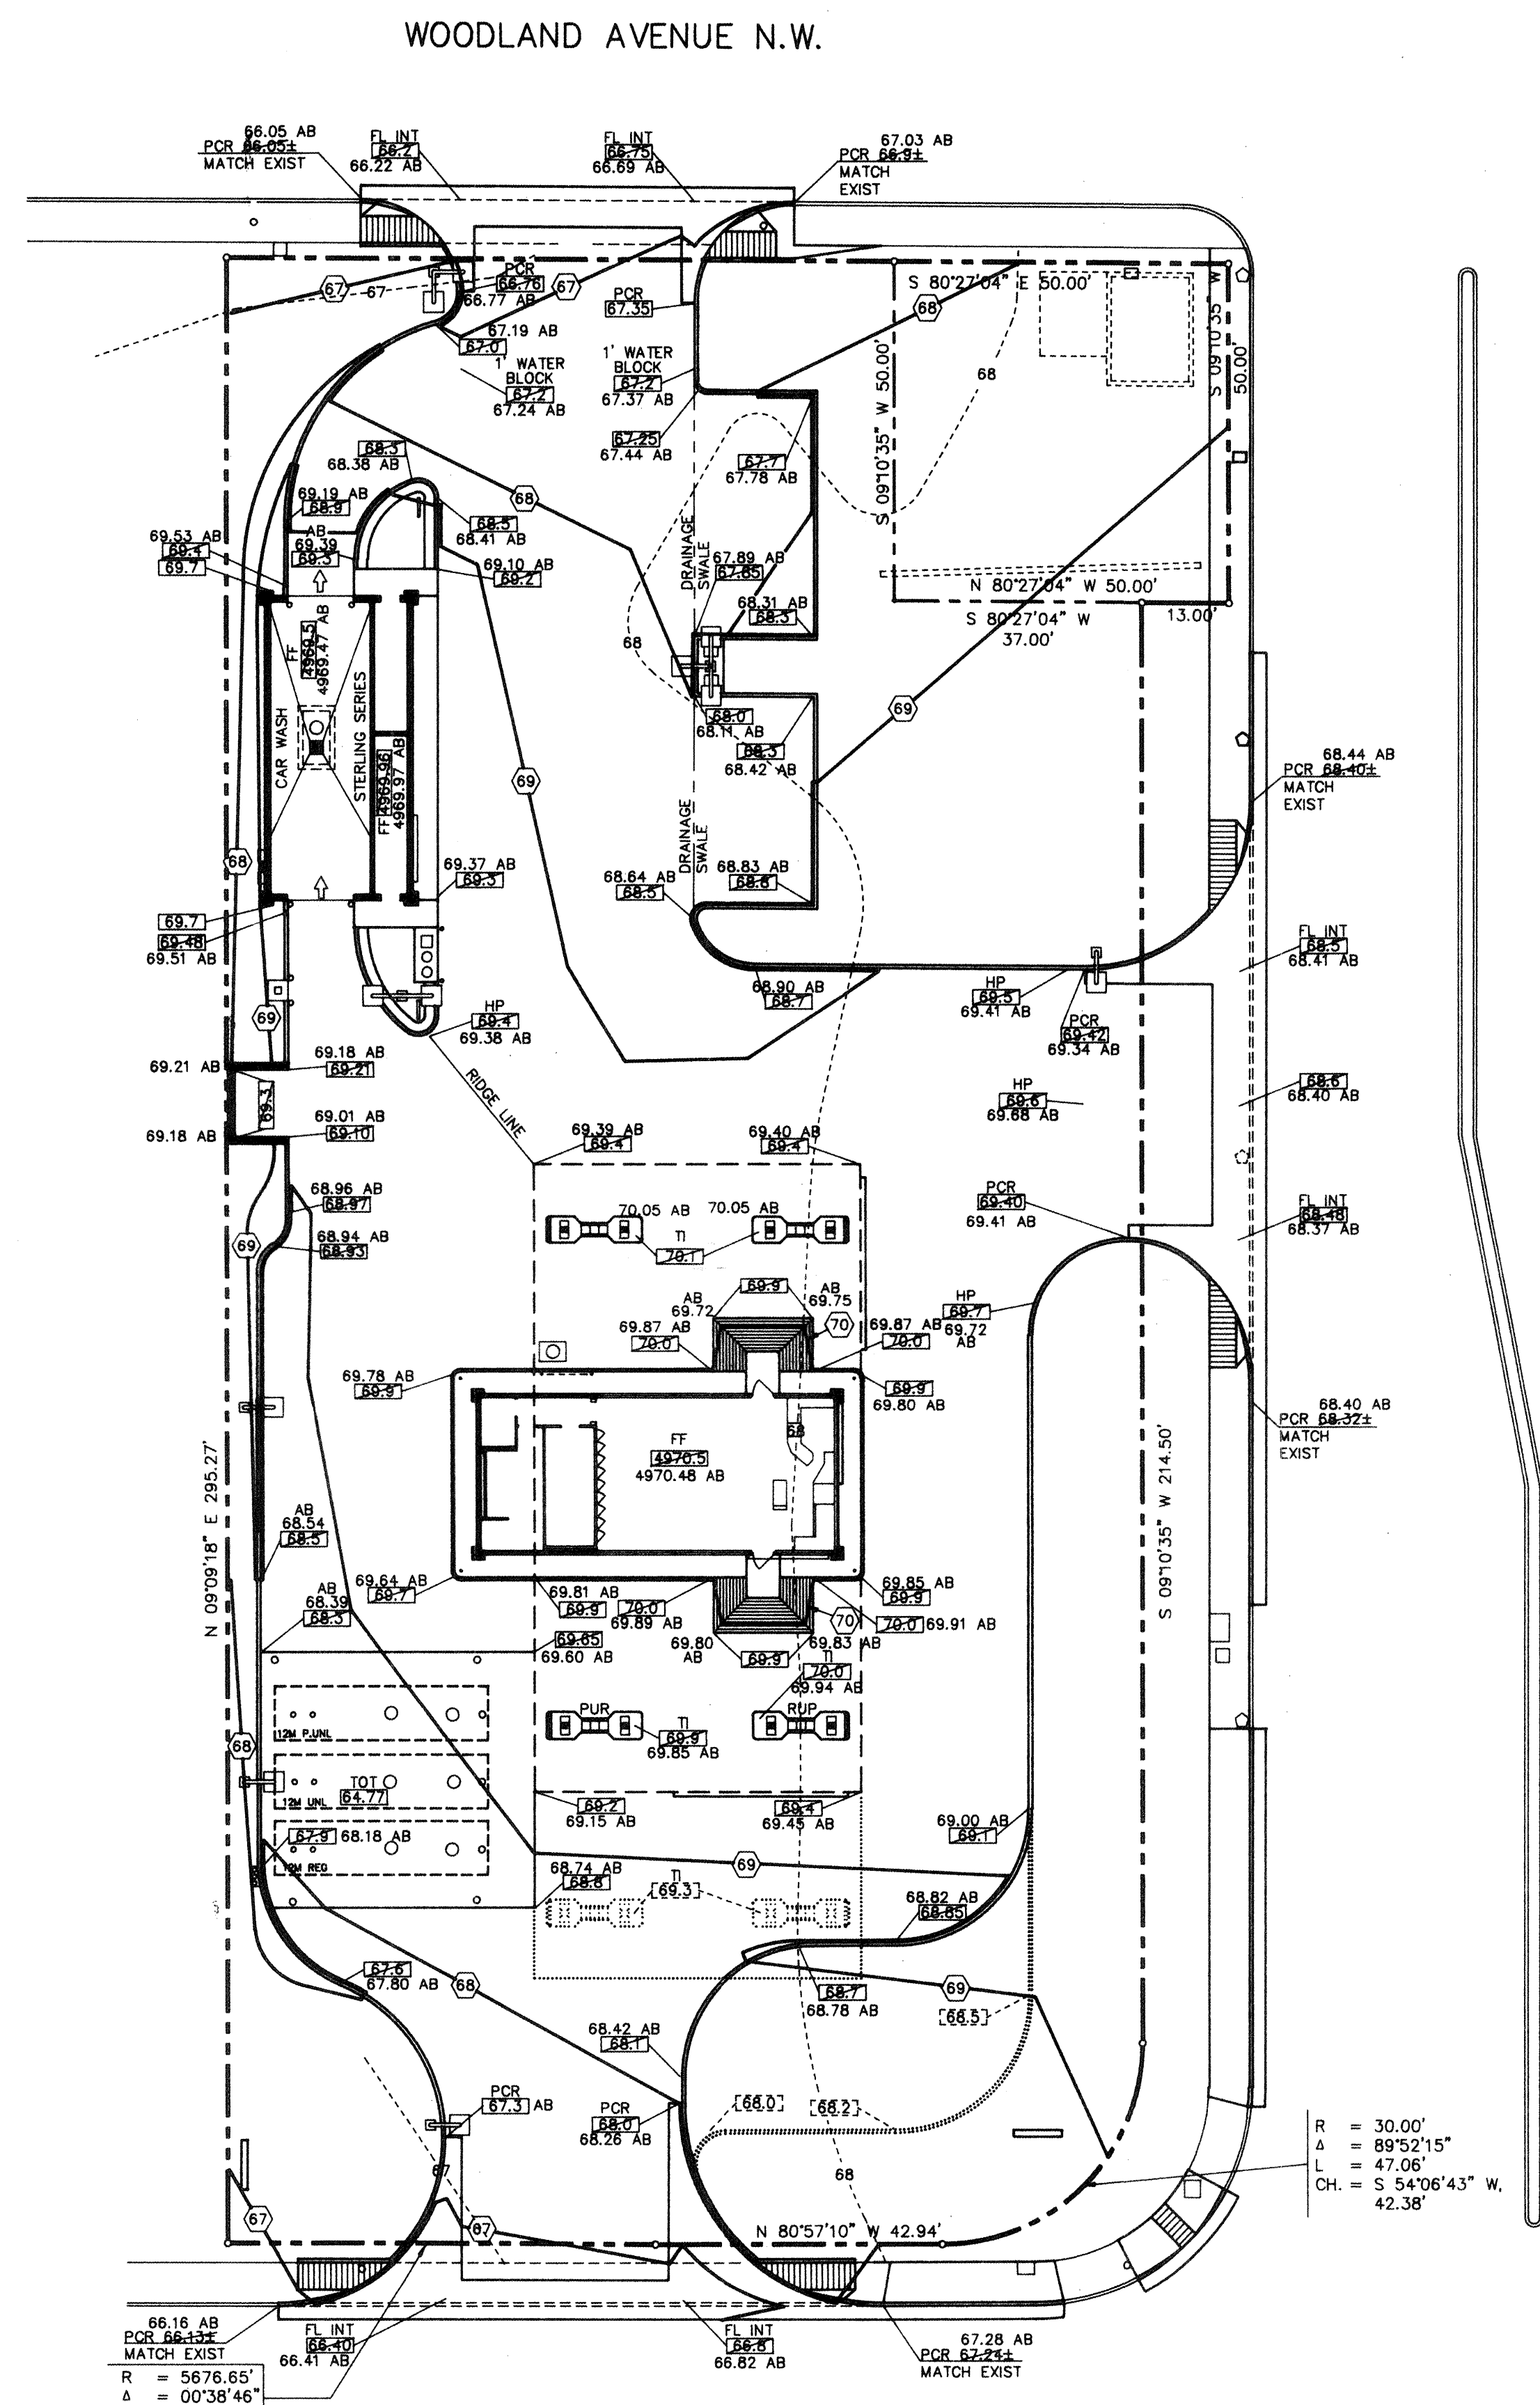 WOODLAND AVENUE N.W.
66.05 AB
PCR 66.05±
MATCH EXIST
FL INT
66.2
66.22 AB
FL INT
66.75
66.69 AB
67.03 AB
PCR 66.9±
MATCH
EXIST
67
67
PCR
66.76
66.77 AB
67
PCR
67.35
68
S 80°27'04" E 50.00'
S 09°10'35" W
50.00'
67.19 AB
67.0
1' WATER
BLOCK
67.2
67.24 AB
1' WATER
BLOCK
67.2
67.37 AB
S 09°10'35" W 50.00'
68
67.25
67.44 AB
68.3
68.38 AB
67.7
67.78 AB
68
69.19 AB
68.9
68.5
68.41 AB
69.53 AB
69.4
69.7
AB
69.39
69.3
69.10 AB
69.2
DRAINAGE
SWALE
67.89 AB
67.85
68.31 AB
68.3
N 80°27'04" W 50.00'
S 80°27'04" W
37.00'
13.00'
68
FF
4969.5
4969.47 AB
CAR WASH
STERLING SERIES
FF 4969.96
4969.97 AB
68.0
68.11 AB
68.3
68.42 AB
69
69
68.44 AB
PCR 68.40±
MATCH
EXIST
68
DRAINAGE
SWALE
69.37 AB
69.3
68.64 AB
68.5
68.83 AB
68.8
69.7
69.48
69.51 AB
FL INT
68.5
68.41 AB
69
HP
69.4
69.38 AB
68.90 AB
68.7
HP
69.5
69.41 AB
PCR
69.42
69.34 AB
69.21 AB
69.18 AB
69.21
69.3
RIDGE LINE
HP
69.6
69.68 AB
68.6
68.40 AB
69.18 AB
69.01 AB
69.10
69.39 AB
69.4
69.40 AB
69.4
68.96 AB
68.97
PCR
69.40
69.41 AB
FL INT
68.48
68.37 AB
69
68.94 AB
68.93
70.05 AB
70.05 AB
TI
70.1
69.9
AB
69.72
AB
69.75
70
69.87 AB
70.0
69.87 AB
70.0
HP
69.7
69.72
AB
69.78 AB
69.9
69.9
69.80 AB
68.40 AB
PCR 68.32±
MATCH
EXIST
68
FF
4970.5
4970.48 AB
N 09°09'18" E 295.27'
S 09°10'35" W 214.50'
AB
68.54
68.5
AB
68.39
68.3
69.64 AB
69.7
69.81 AB
69.9
70.0
69.89 AB
69.85 AB
69.9
70
70.0 69.91 AB
69.65
69.60 AB
69.80
AB
69.9
69.83 AB
TI
70.0
69.94 AB
PUR
RUP
TI
69.9
69.85 AB
12M P.UNL
68
TOT
64.77
12M UNL
67.9 68.18 AB
12M REG
69.2
69.15 AB
69.4
69.45 AB
69.00 AB
69.1
69
68.74 AB
68.8
TI
69.3
68.82 AB
68.85
67.6
67.80 AB
68
68.7
68.78 AB
69
68.5
68.42 AB
68.1
PCR
67.3 AB
PCR
68.0
68.26 AB
68.0
68.2
R = 30.00'
Δ = 89°52'15"
L = 47.06'
CH. = S 54°06'43" W,
42.38'
67
68
67
67
N 80°57'10" W 42.94'
66.16 AB
PCR 66.13±
MATCH EXIST
FL INT
66.40
66.41 AB
FL INT
66.8
66.82 AB
67.28 AB
PCR 67.24±
MATCH EXIST
R = 5676.65'
Δ = 00°38'46"